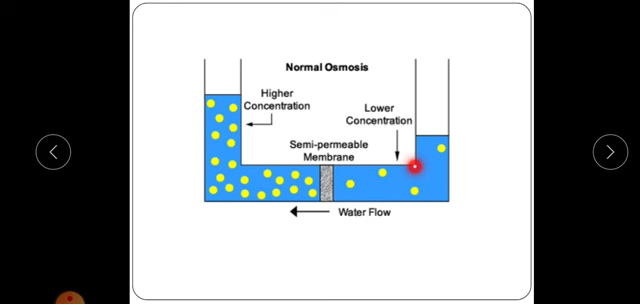 Normal Osmosis
Higher
Concentration
Lower
Concentration
Semi-permeable
Membrane
Water Flow